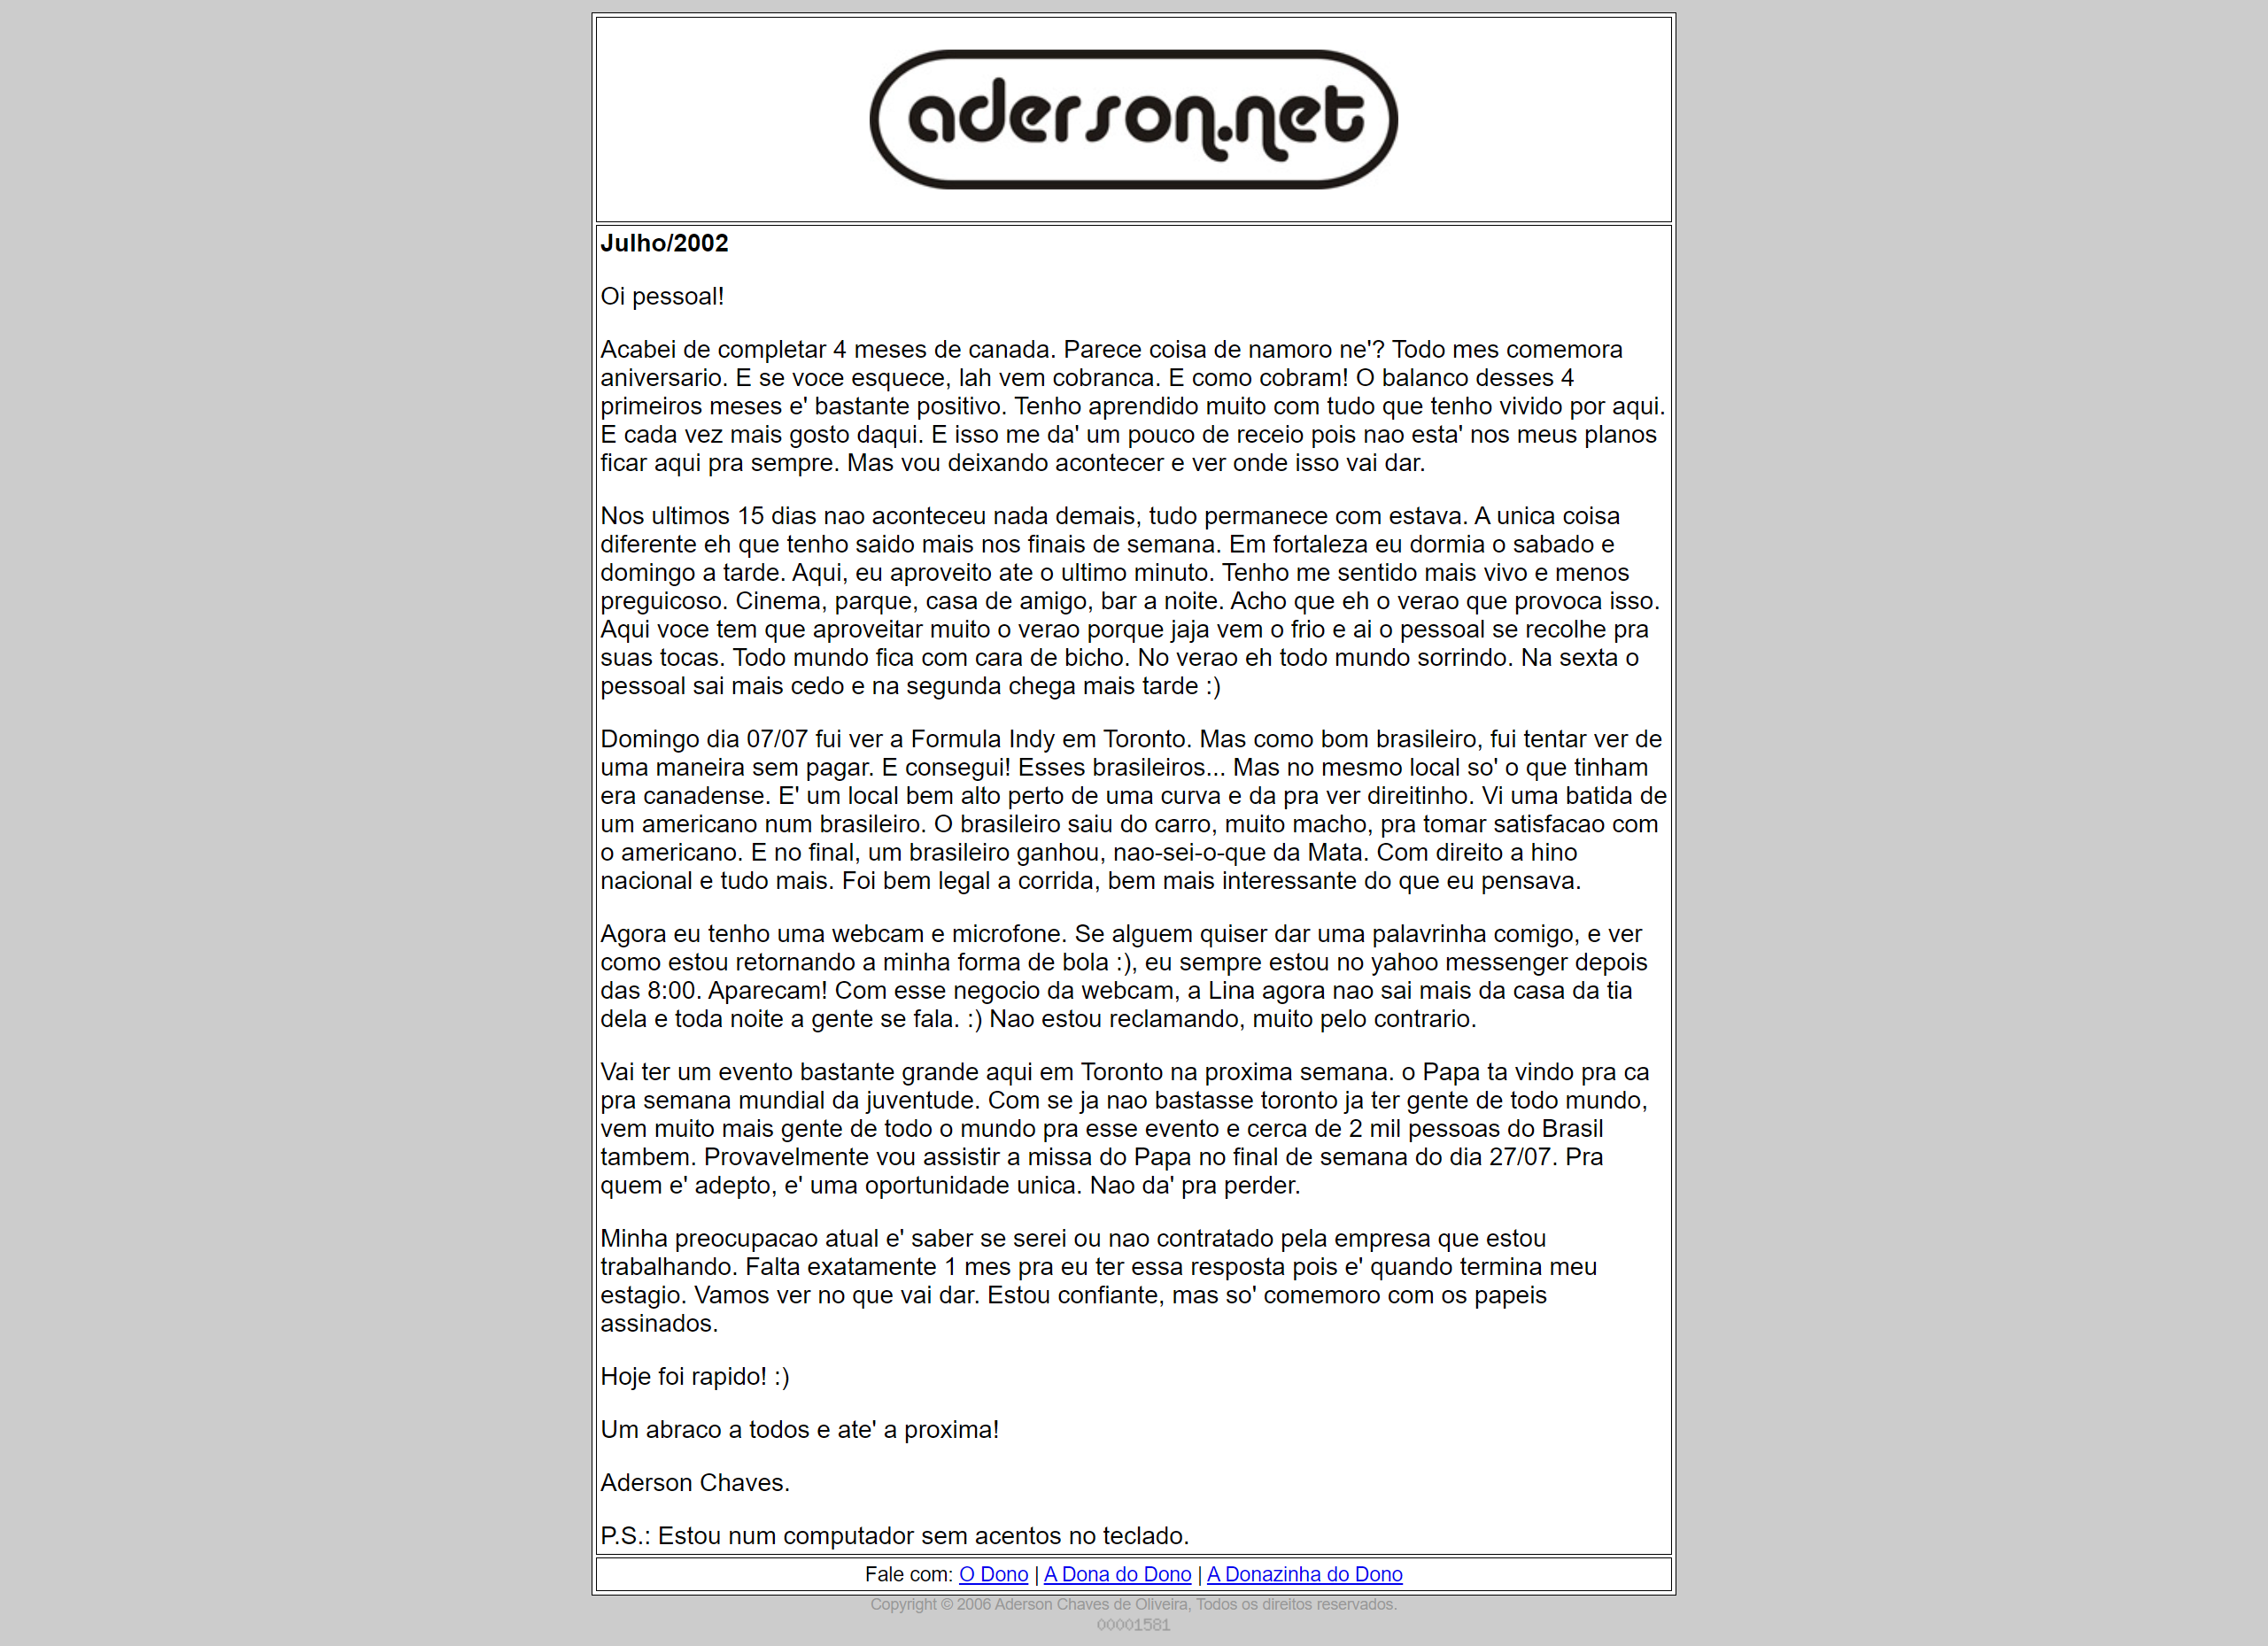 aderson.net
Julho/2002
Oi pessoal!
Acabei de completar 4 meses de canada. Parece coisa de namoro ne'? Todo mes comemora
aniversario. E se voce esquece, lah vem cobranca. E como cobram! O balanco desses 4
primeiros meses e' bastante positivo. Tenho aprendido muito com tudo que tenho vivido por aqui.
E cada vez mais gosto daqui. E isso me da' um pouco de receio pois nao esta' nos meus planos
ficar aqui pra sempre. Mas vou deixando acontecer e ver onde isso vai dar.
Nos ultimos 15 dias nao aconteceu nada demais, tudo permanece com estava. A unica coisa
diferente eh que tenho saido mais nos finais de semana. Em fortaleza eu dormia o sabado e
domingo a tarde. Aqui, eu aproveito ate o ultimo minuto. Tenho me sentido mais vivo e menos
preguicoso. Cinema, parque, casa de amigo, bar a noite. Acho que eh o verao que provoca isso.
Aqui voce tem que aproveitar muito o verao porque jaja vem o frio e ai o pessoal se recolhe pra
suas tocas. Todo mundo fica com cara de bicho. No verao eh todo mundo sorrindo. Na sexta o
pessoal sai mais cedo e na segunda chega mais tarde :)
Domingo dia 07/07 fui ver a Formula Indy em Toronto. Mas como bom brasileiro, fui tentar ver de
uma maneira sem pagar. E consegui! Esses brasileiros... Mas no mesmo local so' o que tinham
era canadense. E' um local bem alto perto de uma curva e da pra ver direitinho. Vi uma batida de
um americano num brasileiro. O brasileiro saiu do carro, muito macho, pra tomar satisfacao com
o americano. E no final, um brasileiro ganhou, nao-sei-o-que da Mata. Com direito a hino
nacional e tudo mais. Foi bem legal a corrida, bem mais interessante do que eu pensava.
Agora eu tenho uma webcam e microfone. Se alguem quiser dar uma palavrinha comigo, e ver
como estou retornando a minha forma de bola :), eu sempre estou no yahoo messenger depois
das 8:00. Aparecam! Com esse negocio da webcam, a Lina agora nao sai mais da casa da tia
dela e toda noite a gente se fala. :) Nao estou reclamando, muito pelo contrario.
Vai ter um evento bastante grande aqui em Toronto na proxima semana. o Papa ta vindo pra ca
pra semana mundial da juventude. Com se ja nao bastasse toronto ja ter gente de todo mundo,
vem muito mais gente de todo o mundo pra esse evento e cerca de 2 mil pessoas do Brasil
tambem. Provavelmente vou assistir a missa do Papa no final de semana do dia 27/07. Pra
quem e' adepto, e' uma oportunidade unica. Nao da' pra perder.
Minha preocupacao atual e' saber se serei ou nao contratado pela empresa que estou
trabalhando. Falta exatamente 1 mes pra eu ter essa resposta pois e' quando termina meu
estagio. Vamos ver no que vai dar. Estou confiante, mas so' comemoro com os papeis
assinados.
Hoje foi rapido! :)
Um abraco a todos e ate' a proxima!
Aderson Chaves.
P.S.: Estou num computador sem acentos no teclado.
Fale com: O Dono | A Dona do Dono | A Donazinha do Dono
Copyright © 2006 Aderson Chaves de Oliveira, Todos os direitos reservados.
00001581